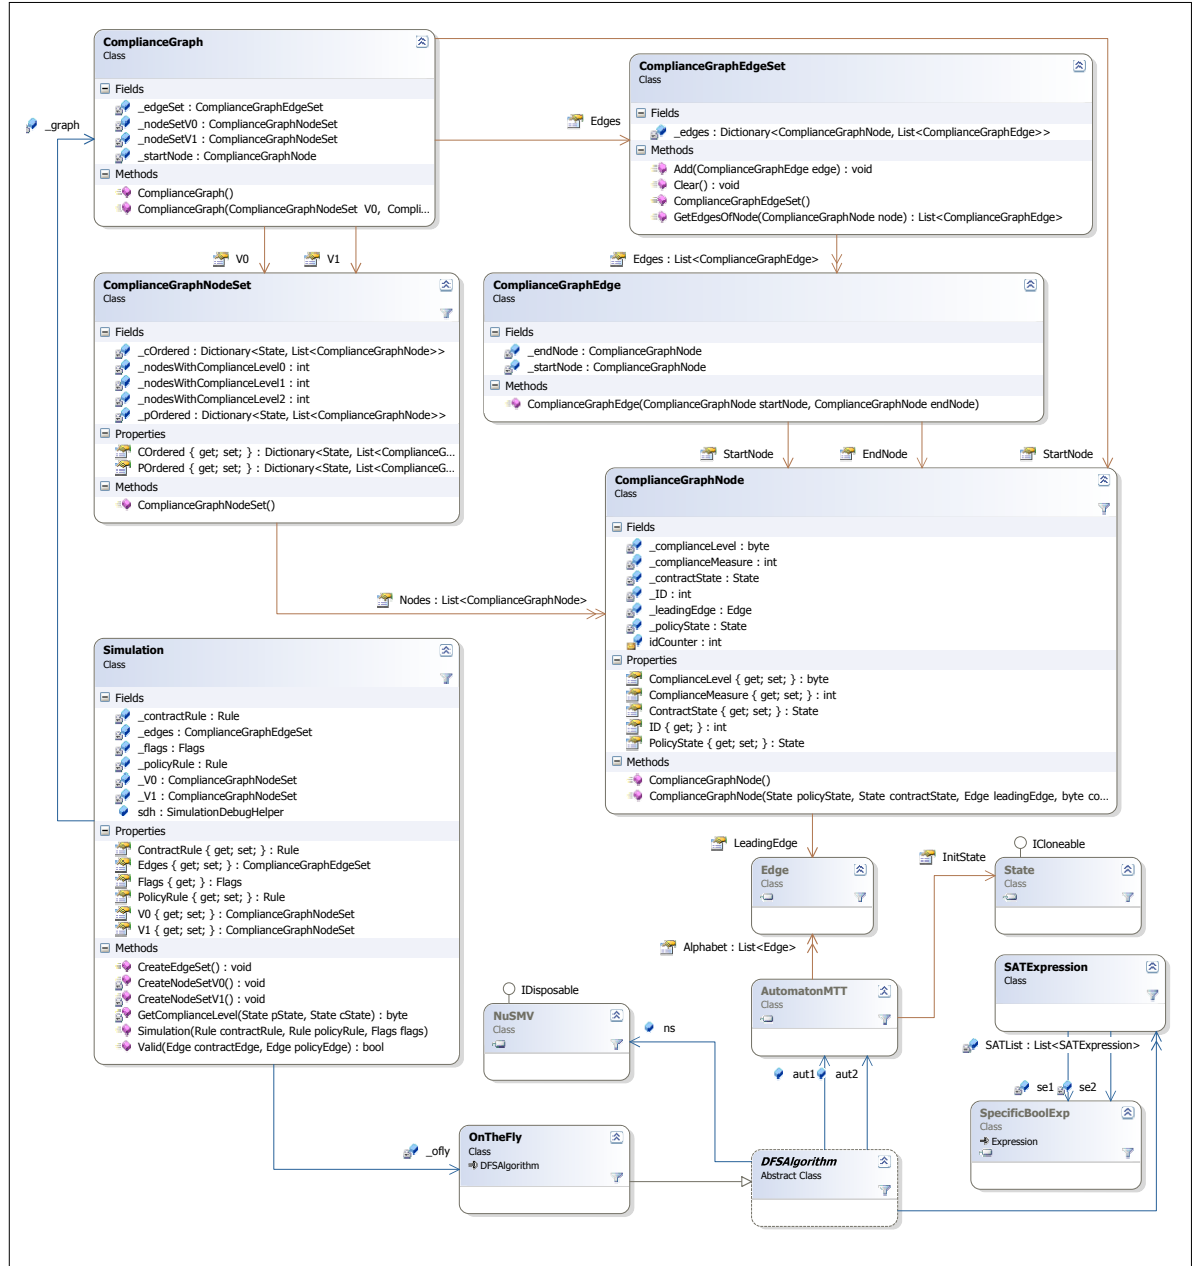 ComplianceGraph
Class
Fields
_edgeSet : ComplianceGraphEdgeSet
_nodeSetV0 : ComplianceGraphNodeSet
_nodeSetV1 : ComplianceGraphNodeSet
_startNode : ComplianceGraphNode
Methods
ComplianceGraph()
ComplianceGraph(ComplianceGraphNodeSet V0, Compli...
_graph
Edges
ComplianceGraphEdgeSet
Class
Fields
_edges : Dictionary<ComplianceGraphNode, List<ComplianceGraphEdge>>
Methods
Add(ComplianceGraphEdge edge) : void
Clear() : void
ComplianceGraphEdgeSet()
GetEdgesOfNode(ComplianceGraphNode node) : List<ComplianceGraphEdge>
V0
V1
Edges : List<ComplianceGraphEdge>
ComplianceGraphNodeSet
Class
Fields
_cOrdered : Dictionary<State, List<ComplianceGraphNode>>
_nodesWithComplianceLevel0 : int
_nodesWithComplianceLevel1 : int
_nodesWithComplianceLevel2 : int
_pOrdered : Dictionary<State, List<ComplianceGraphNode>>
Properties
COrdered { get; set; } : Dictionary<State, List<ComplianceG...
POrdered { get; set; } : Dictionary<State, List<ComplianceG...
Methods
ComplianceGraphNodeSet()
ComplianceGraphEdge
Class
Fields
_endNode : ComplianceGraphNode
_startNode : ComplianceGraphNode
Methods
ComplianceGraphEdge(ComplianceGraphNode startNode, ComplianceGraphNode endNode)
StartNode
EndNode
StartNode
Nodes : List<ComplianceGraphNode>
ComplianceGraphNode
Class
Fields
_complianceLevel : byte
_complianceMeasure : int
_contractState : State
_ID : int
_leadingEdge : Edge
_policyState : State
idCounter : int
Properties
ComplianceLevel { get; set; } : byte
ComplianceMeasure { get; set; } : int
ContractState { get; set; } : State
ID { get; } : int
PolicyState { get; set; } : State
Methods
ComplianceGraphNode()
ComplianceGraphNode(State policyState, State contractState, Edge leadingEdge, byte co...
Simulation
Class
Fields
_contractRule : Rule
_edges : ComplianceGraphEdgeSet
_flags : Flags
_policyRule : Rule
_V0 : ComplianceGraphNodeSet
_V1 : ComplianceGraphNodeSet
sdh : SimulationDebugHelper
Properties
ContractRule { get; set; } : Rule
Edges { get; set; } : ComplianceGraphEdgeSet
Flags { get; } : Flags
PolicyRule { get; set; } : Rule
V0 { get; set; } : ComplianceGraphNodeSet
V1 { get; set; } : ComplianceGraphNodeSet
Methods
CreateEdgeSet() : void
CreateNodeSetV0() : void
CreateNodeSetV1() : void
GetComplianceLevel(State pState, State cState) : byte
Simulation(Rule contractRule, Rule policyRule, Flags flags)
Valid(Edge contractEdge, Edge policyEdge) : bool
LeadingEdge
Edge
Class
InitState
ICloneable
State
Class
Alphabet : List<Edge>
AutomatonMTT
Class
SATExpression
Class
IDisposable
NuSMV
Class
ns
aut1
aut2
SATList : List<SATExpression>
se1
se2
SpecificBoolExp
Class
Expression
_ofly
OnTheFly
Class
DFSAlgorithm
DFSAlgorithm
Abstract Class